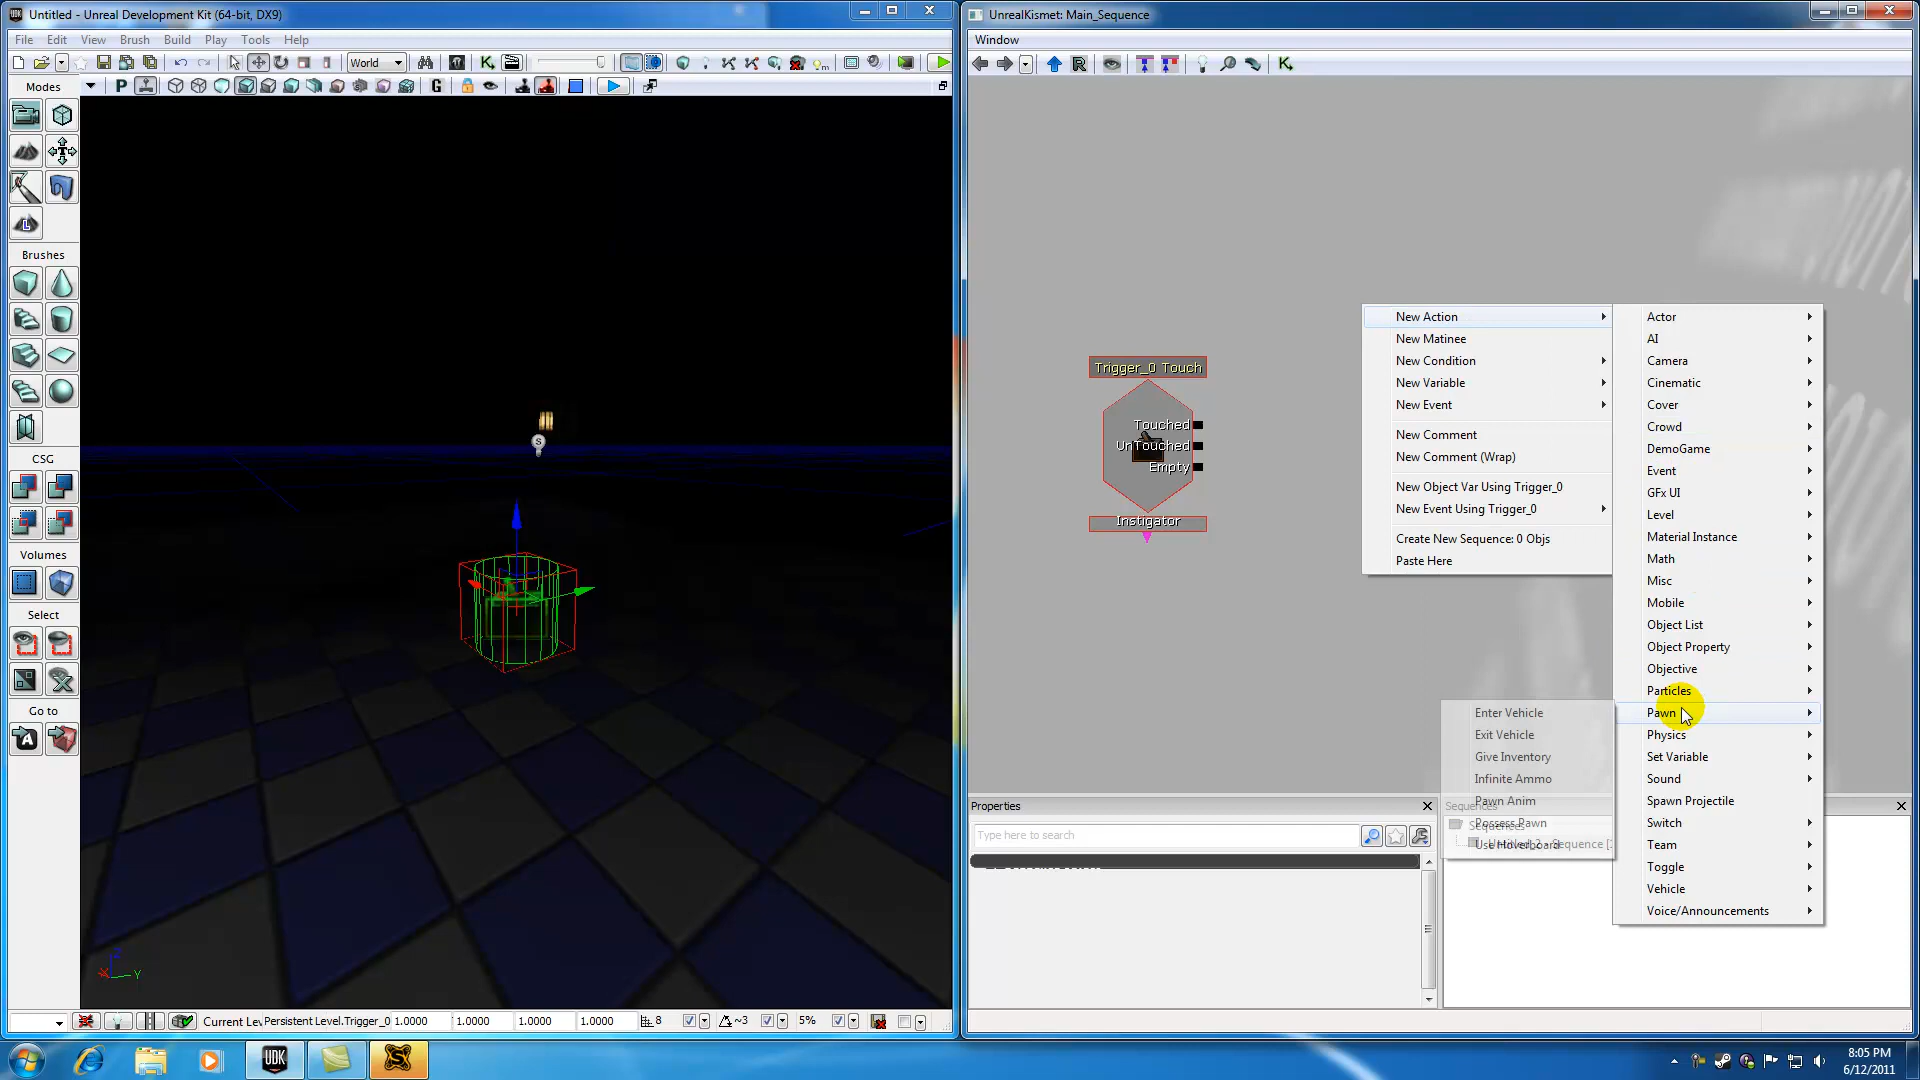 Untitled - Unreal Development Kit (64-bit, DX9)
File Edit View Brush Build Play Tools Help
World
Modes
P
G
Brushes
CSG
Volumes
Select
Go to
S
Z
X
Y
Current Lev Persistent Level.Trigger_0 1.0000 1.0000 1.0000 1.0000 8 ~3 5%
UnrealKismet: Main_Sequence
Window
Trigger_0 Touch
Touched
UnTouched
Empty
Instigator
New Action
New Matinee
New Condition
New Variable
New Event
New Comment
New Comment (Wrap)
New Object Var Using Trigger_0
New Event Using Trigger_0
Create New Sequence: 0 Objs
Paste Here
Actor
AI
Camera
Cinematic
Cover
Crowd
DemoGame
Event
GFx UI
Level
Material Instance
Math
Misc
Mobile
Object List
Object Property
Objective
Particles
Pawn
Physics
Set Variable
Sound
Spawn Projectile
Switch
Team
Toggle
Vehicle
Voice/Announcements
Enter Vehicle
Exit Vehicle
Give Inventory
Infinite Ammo
Pawn Anim
Possess Pawn
Use Hoverboard
Properties
Type here to search
Sequences
Sequences
UDK
8:05 PM
6/12/2011